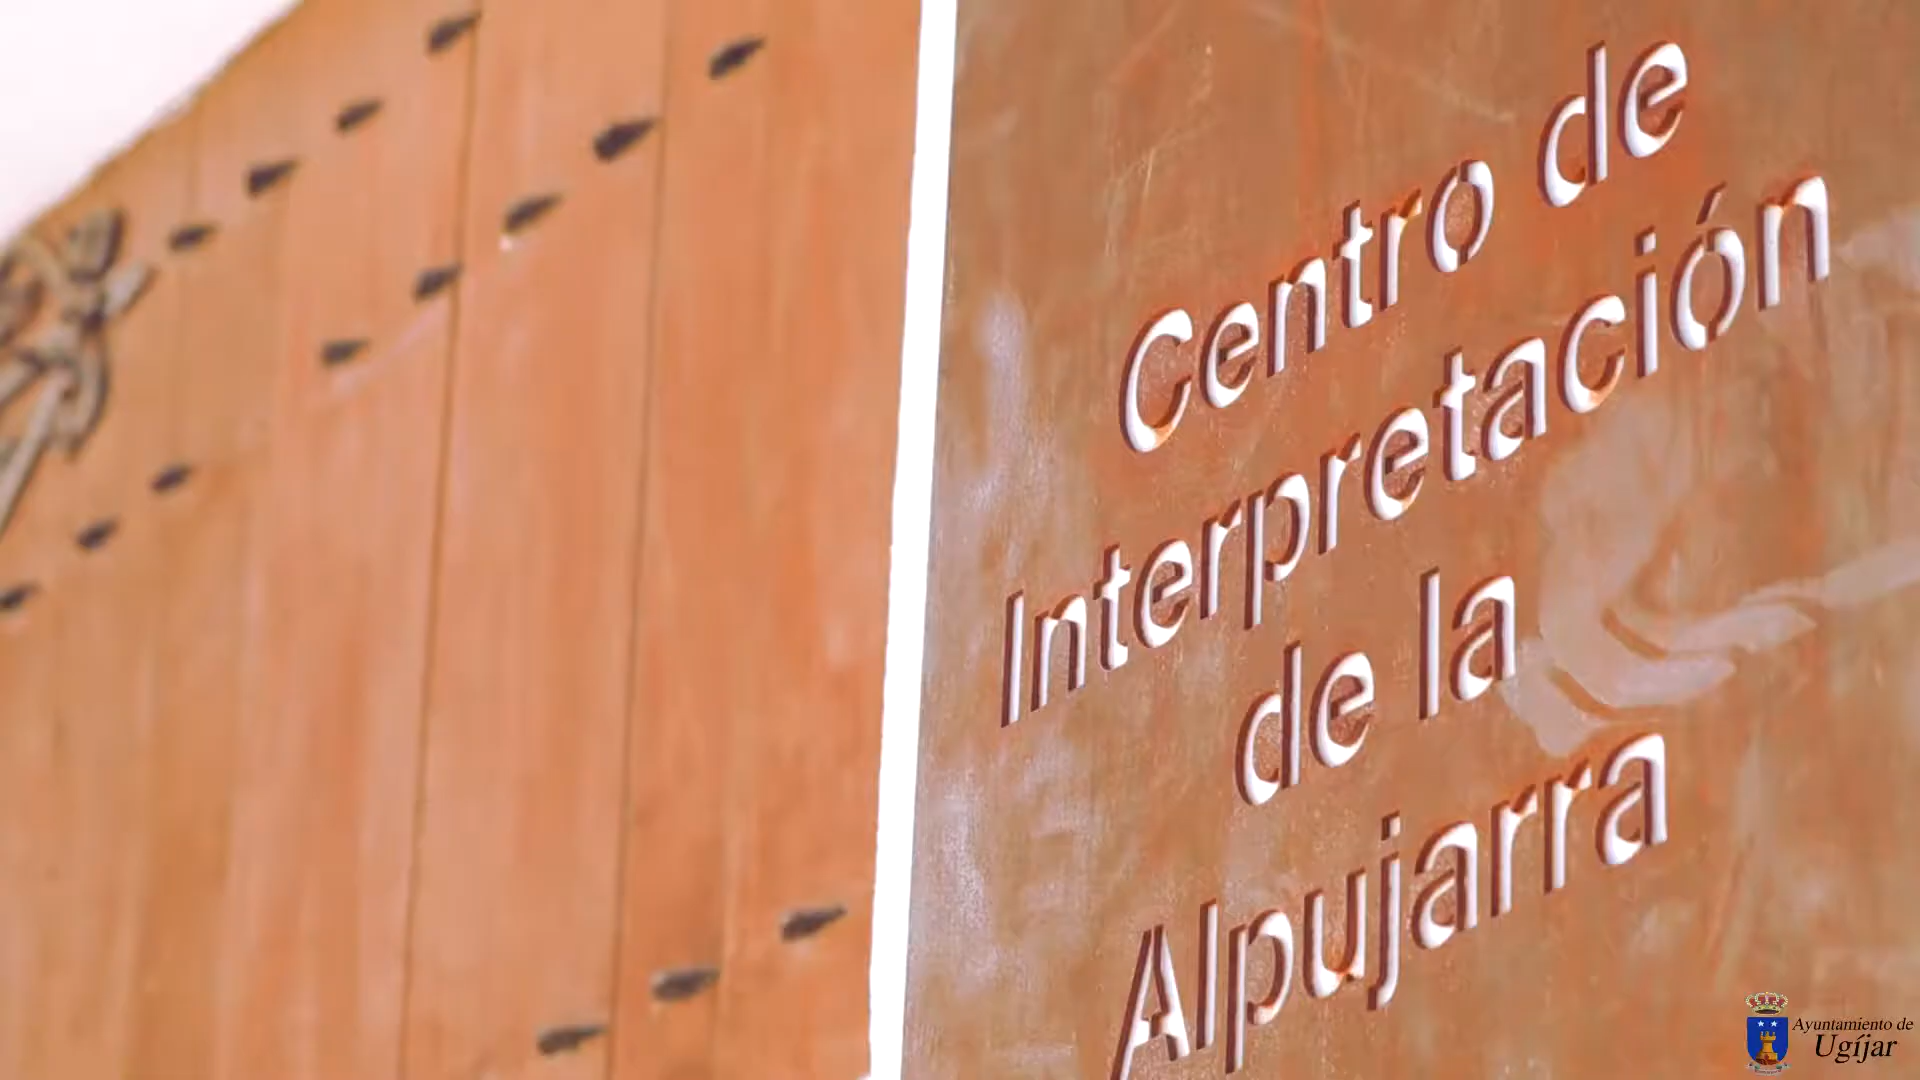 Centro de
Interpretación
de la
Alpujarra
Ayuntamiento de
Ugíjar